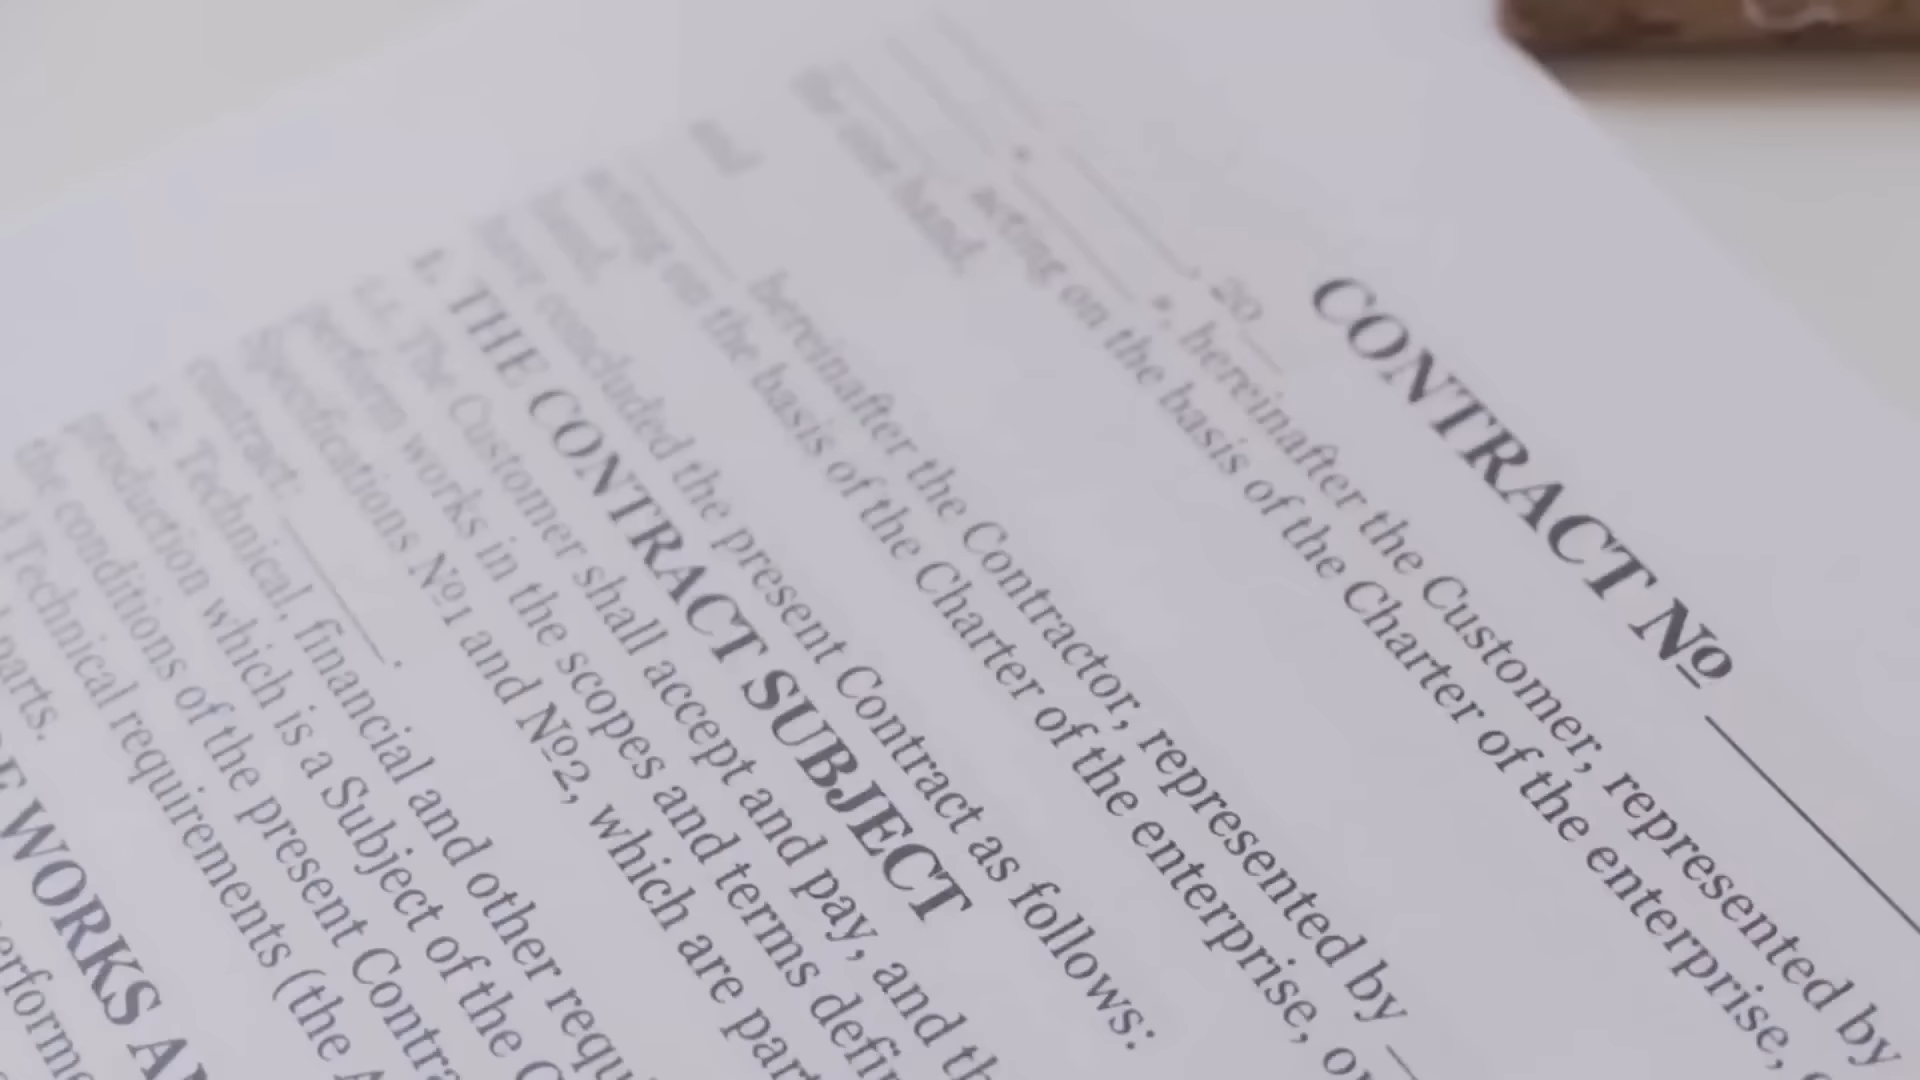 CONTRACT №
, 20
", hereinafter the Customer, represented by
acting on the basis of the Charter of the enterprise,
the one hand,
and
hereinafter the Contractor, represented by
acting on the basis of the Charter of the enterprise,
hand,
have concluded the present Contract as follows:
1. THE CONTRACT SUBJECT
1.1. The Customer shall accept and pay, and
perform works in the scopes and terms
Specifications №1 and №2, which are
contract:
1.2. Technical, financial and other
production which is a Subject of the
the conditions of the present
Technical requirements (the
parts.
WORKS